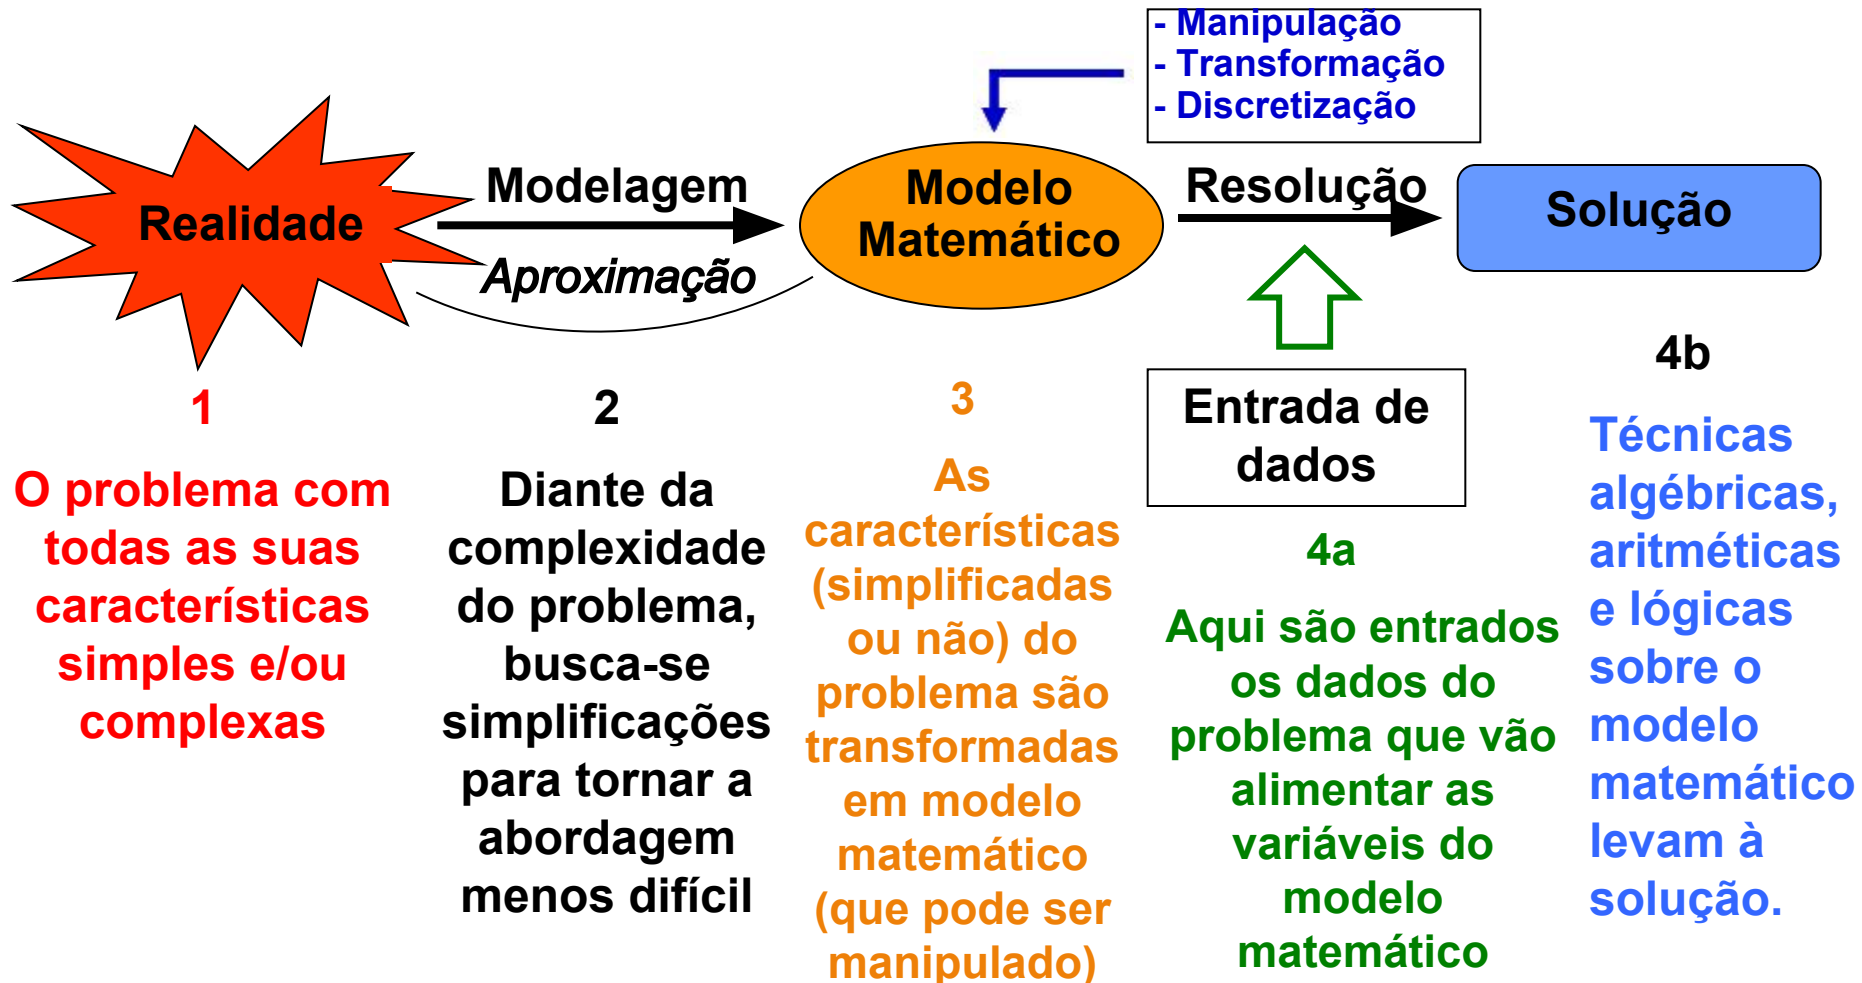 - Manipulação
- Transformação
- Discretização
Realidade
Modelagem
Aproximação
Modelo
Matemático
Resolução
Solução
1
O problema com
todas as suas
características
simples e/ou
complexas
2
Diante da
complexidade
do problema,
busca-se
simplificações
para tornar a
abordagem
menos difícil
3
As
características
(simplificadas
ou não) do
problema são
transformadas
em modelo
matemático
(que pode ser
manipulado)
Entrada de
dados
4a
Aqui são entrados
os dados do
problema que vão
alimentar as
variáveis do
modelo
matemático
4b
Técnicas
algébricas,
aritméticas
e lógicas
sobre o
modelo
matemático
levam à
solução.